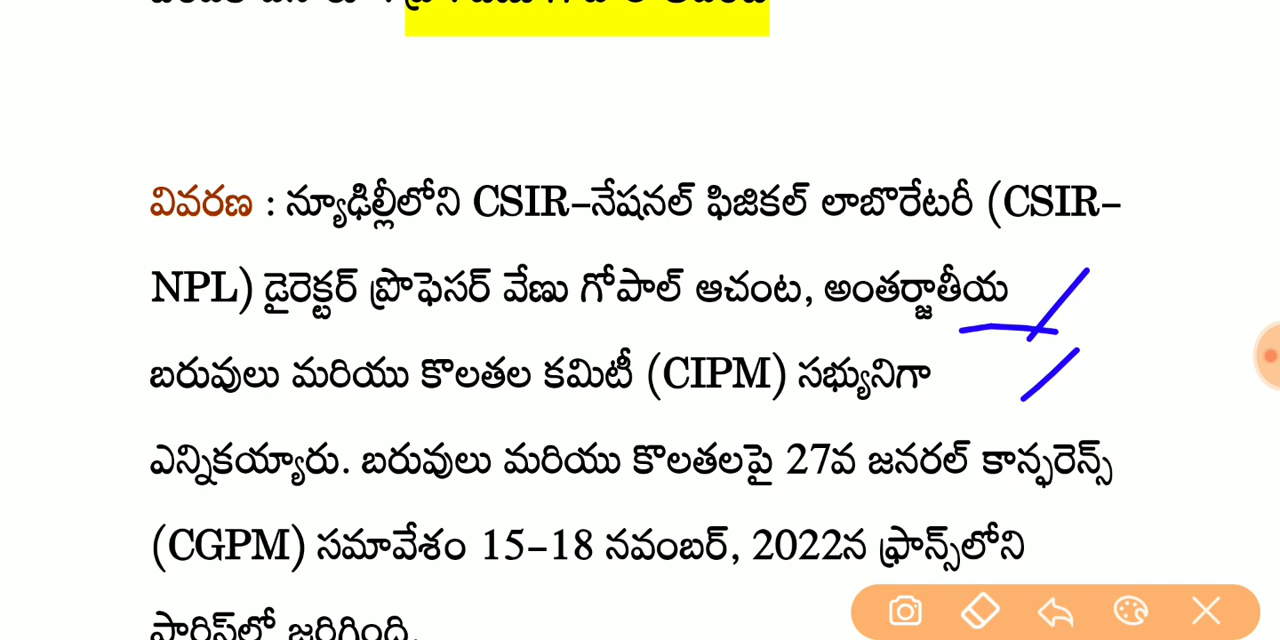 వివరణ : న్యూఢిల్లీలోని CSIR–నేషనల్ ఫిజికల్ లాబొరేటరీ (CSIR–
NPL) డైరెక్టర్ ప్రొఫెసర్ వేణు గోపాల్ ఆచంట, అంతర్జాతీయ
బరువులు మరియు కొలతల కమిటీ (CIPM) సభ్యునిగా
ఎన్నికయ్యారు. బరువులు మరియు కొలతలపై 27వ జనరల్ కాన్ఫరెన్స్
(CGPM) సమావేశం 15–18 నవంబర్, 2022న ఫ్రాన్స్‌లోని
పారిస్‌లో జరిగింది.